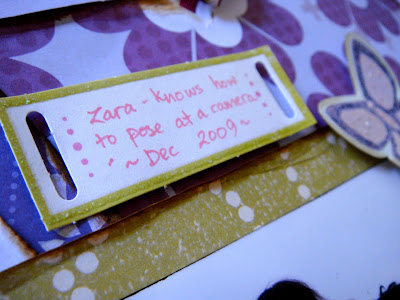 Zara - knows how
to pose at a camera
~ Dec 2009 ~